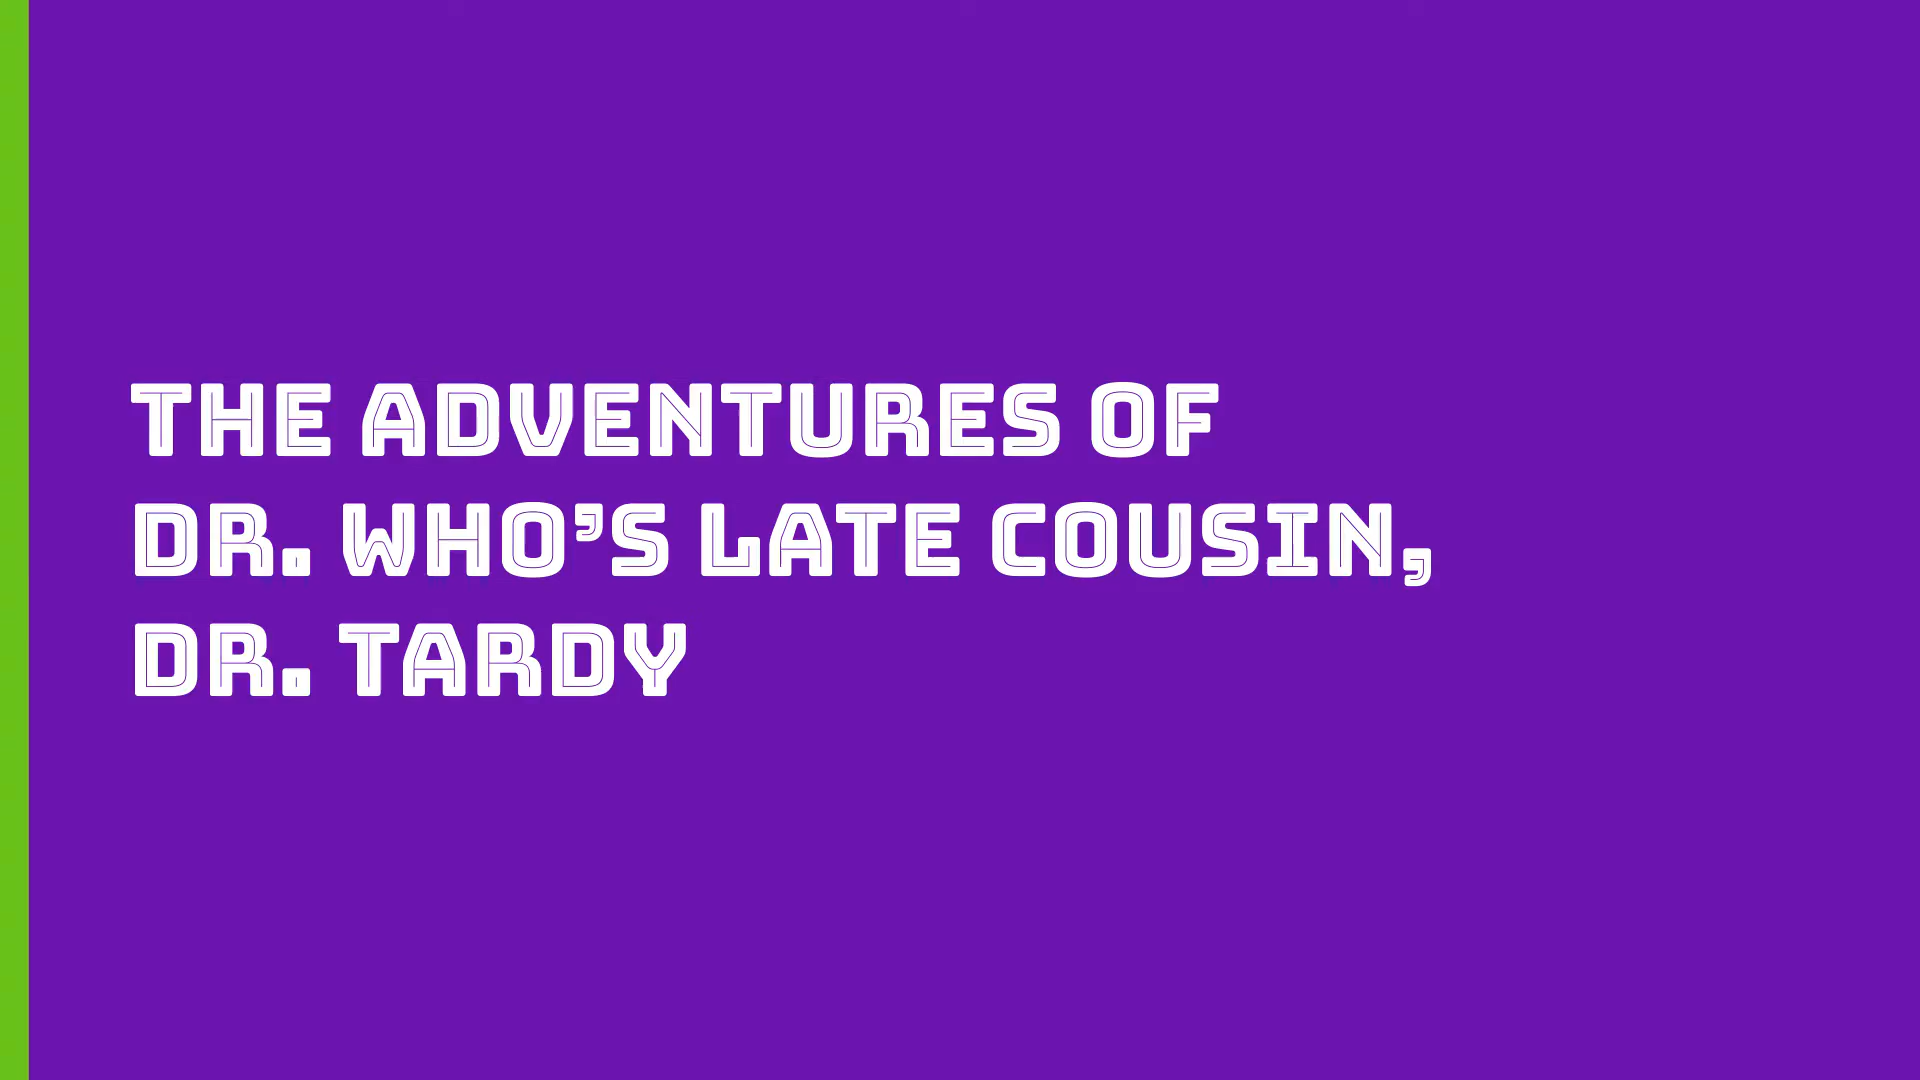 THE ADVENTURES OF
DR. WHO’S LATE COUSIN,
DR. TARDY